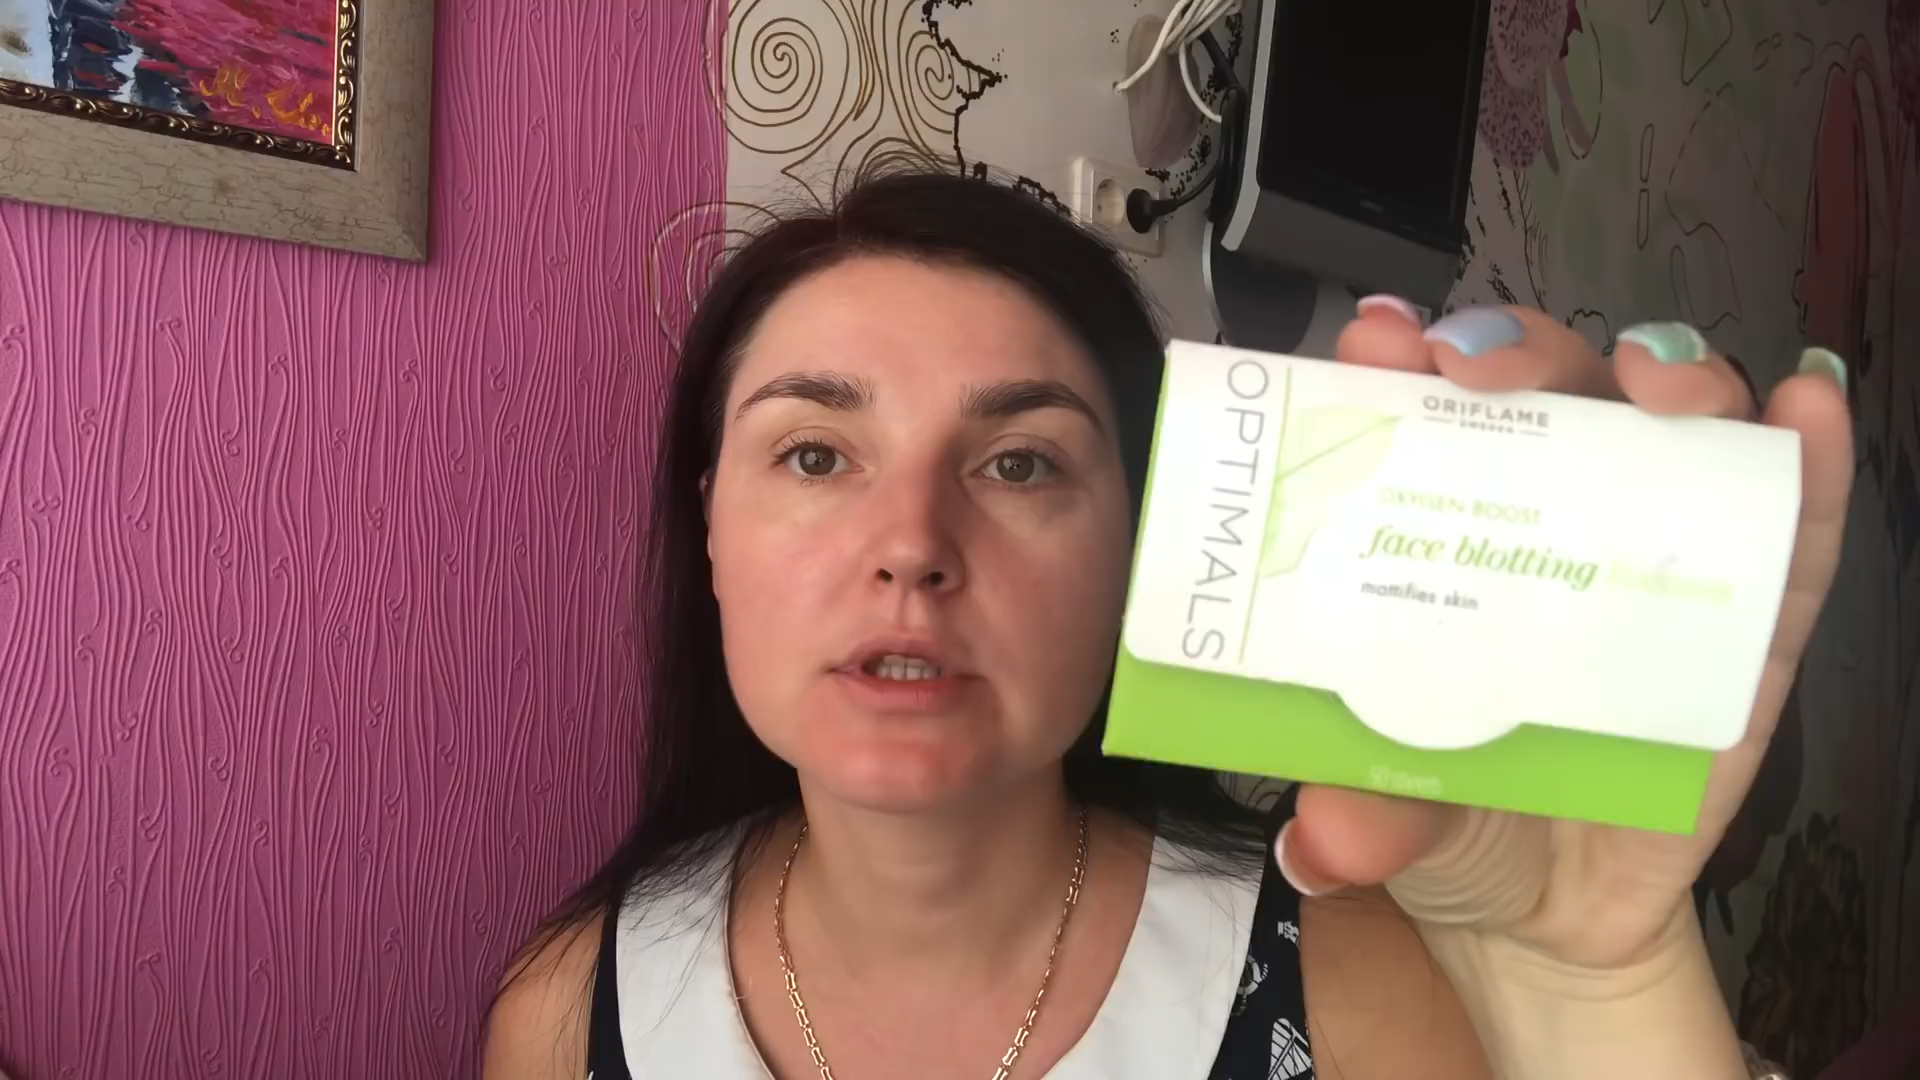 OPTIMALS
ORIFLAME
SWEDEN
OXYGEN BOOST
face blotting
mattifies skin